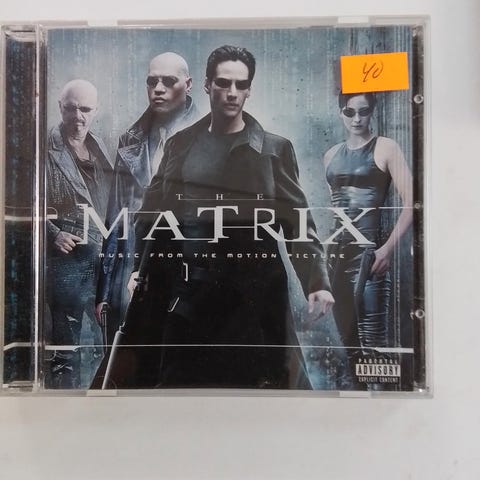 40
THE
MATRIX
MUSIC FROM THE MOTION PICTURE
PARENTAL
ADVISORY
EXPLICIT CONTENT